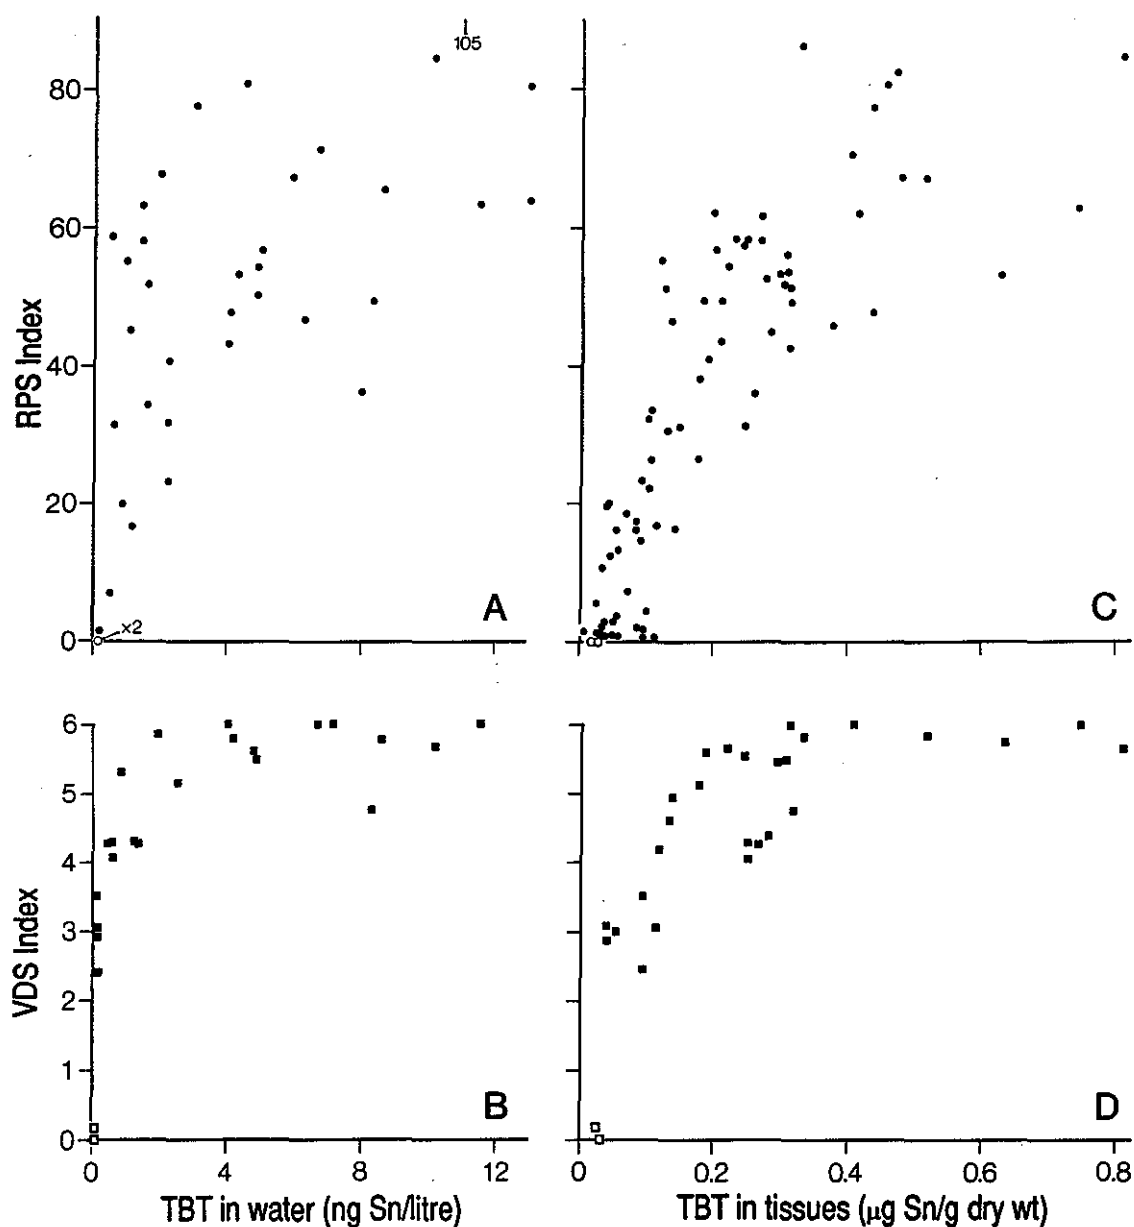 105
80
60
40
20
0
RPS Index
×2
A
C
6
5
4
3
2
1
0
VDS Index
B
D
0 4 8 12
0 0.2 0.4 0.6 0.8
TBT in water (ng Sn/litre)
TBT in tissues (μg Sn/g dry wt)